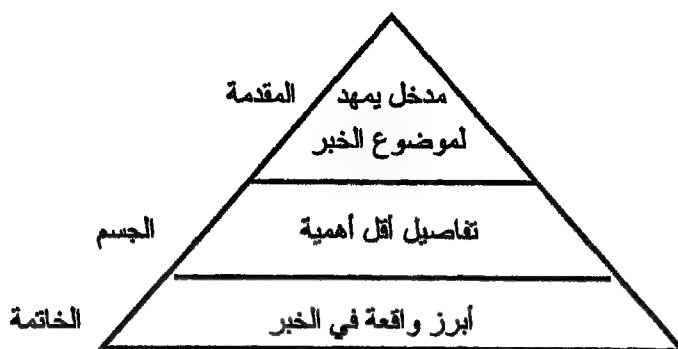 المقدمة
مدخل يمهد
لموضوع الخبر
الجسم
تفاصيل أقل أهمية
الخاتمة
أبرز واقعة في الخبر